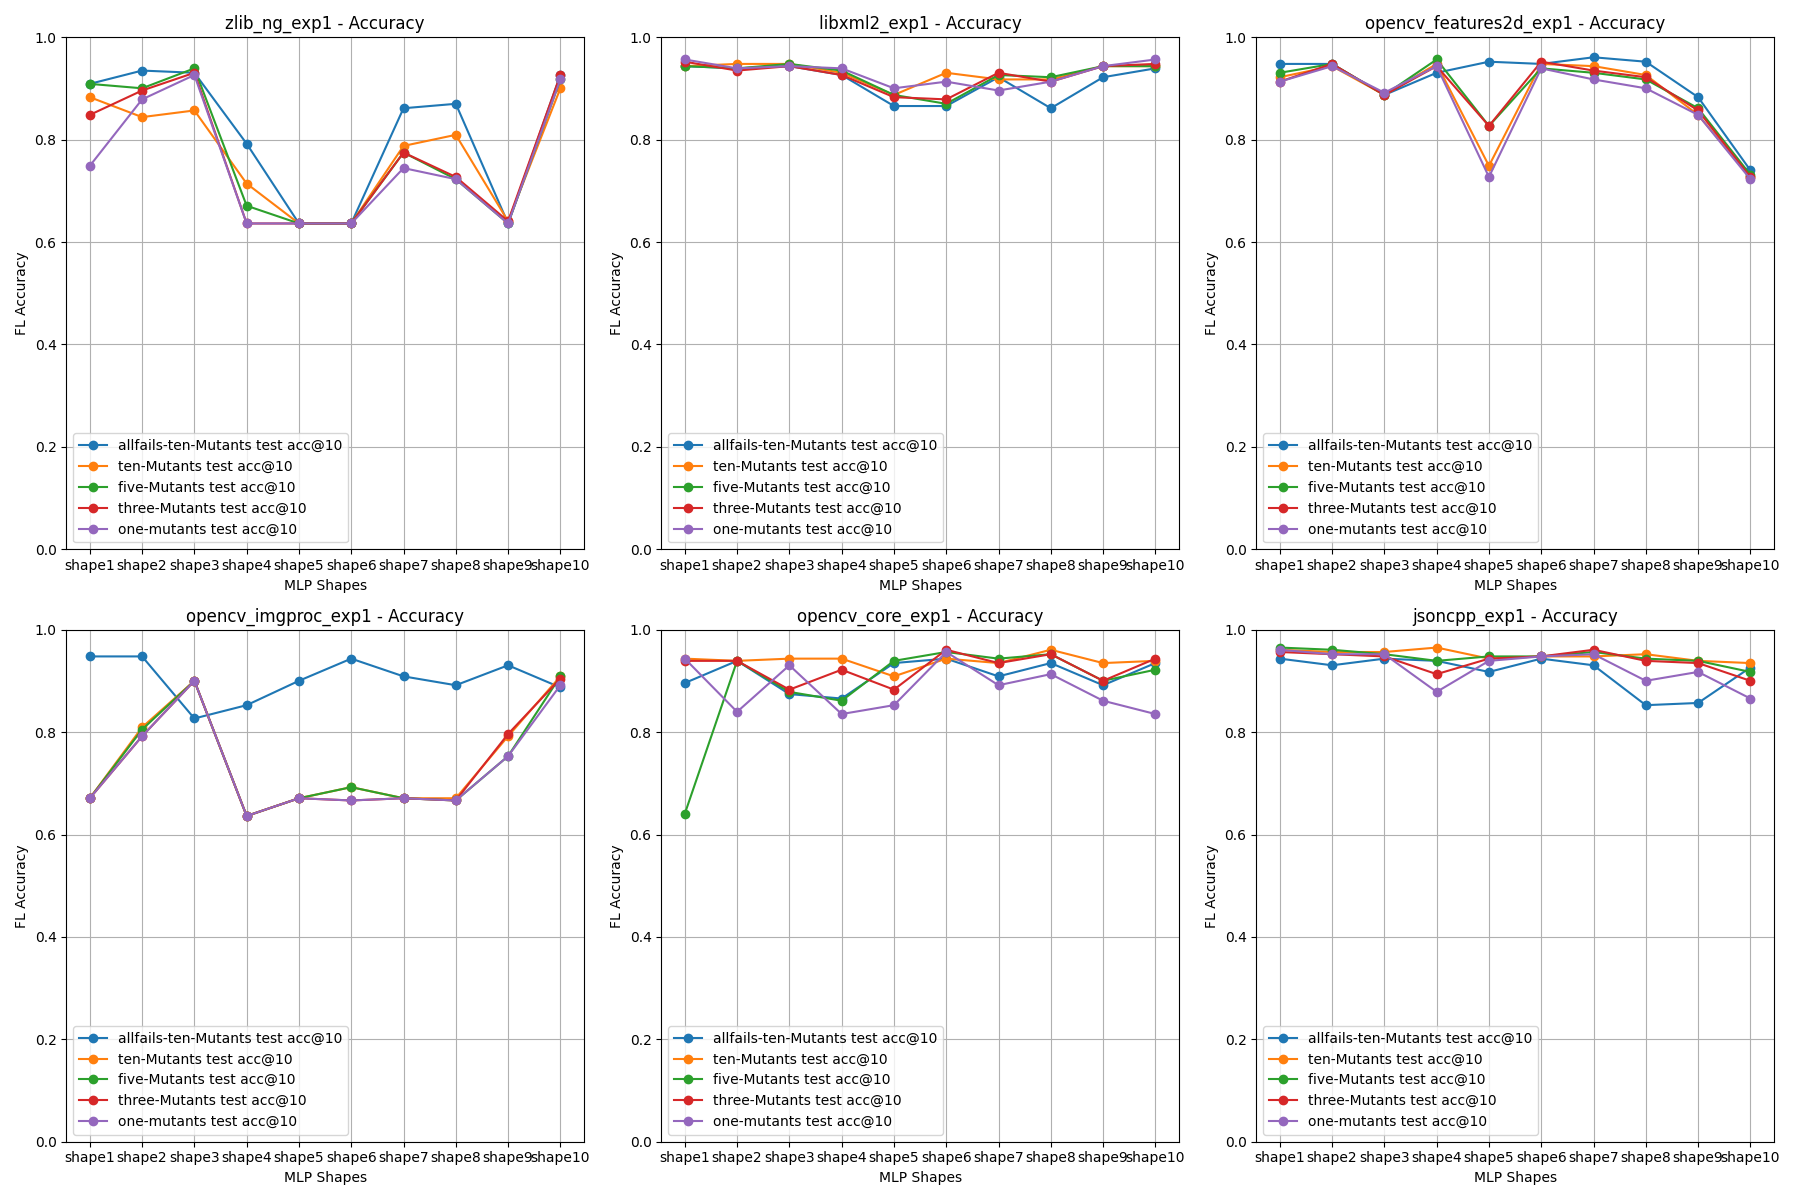 zlib_ng_exp1 - Accuracy
1.0
0.8
0.6
0.4
0.2
0.0
FL Accuracy
allfails-ten-Mutants test acc@10
ten-Mutants test acc@10
five-Mutants test acc@10
three-Mutants test acc@10
one-mutants test acc@10
shape1 shape2 shape3 shape4 shape5 shape6 shape7 shape8 shape9 shape10
MLP Shapes
libxml2_exp1 - Accuracy
1.0
0.8
0.6
0.4
0.2
0.0
FL Accuracy
allfails-ten-Mutants test acc@10
ten-Mutants test acc@10
five-Mutants test acc@10
three-Mutants test acc@10
one-mutants test acc@10
shape1 shape2 shape3 shape4 shape5 shape6 shape7 shape8 shape9 shape10
MLP Shapes
opencv_features2d_exp1 - Accuracy
1.0
0.8
0.6
0.4
0.2
0.0
FL Accuracy
allfails-ten-Mutants test acc@10
ten-Mutants test acc@10
five-Mutants test acc@10
three-Mutants test acc@10
one-mutants test acc@10
shape1 shape2 shape3 shape4 shape5 shape6 shape7 shape8 shape9 shape10
MLP Shapes
opencv_imgproc_exp1 - Accuracy
1.0
0.8
0.6
0.4
0.2
0.0
FL Accuracy
allfails-ten-Mutants test acc@10
ten-Mutants test acc@10
five-Mutants test acc@10
three-Mutants test acc@10
one-mutants test acc@10
shape1 shape2 shape3 shape4 shape5 shape6 shape7 shape8 shape9 shape10
MLP Shapes
opencv_core_exp1 - Accuracy
1.0
0.8
0.6
0.4
0.2
0.0
FL Accuracy
allfails-ten-Mutants test acc@10
ten-Mutants test acc@10
five-Mutants test acc@10
three-Mutants test acc@10
one-mutants test acc@10
shape1 shape2 shape3 shape4 shape5 shape6 shape7 shape8 shape9 shape10
MLP Shapes
jsoncpp_exp1 - Accuracy
1.0
0.8
0.6
0.4
0.2
0.0
FL Accuracy
allfails-ten-Mutants test acc@10
ten-Mutants test acc@10
five-Mutants test acc@10
three-Mutants test acc@10
one-mutants test acc@10
shape1 shape2 shape3 shape4 shape5 shape6 shape7 shape8 shape9 shape10
MLP Shapes